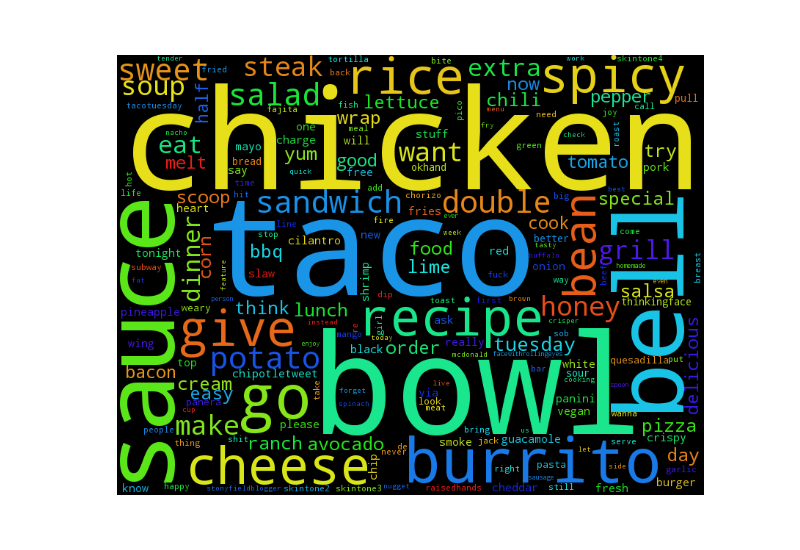 tender
work
tortilla
bite
skintone4
sweet
fried
steak
back
rice
extra
spicy
soup
half
salad
now
tacotuesday
fajita
fish
lettuce
chili
pepper
call
pull
pico
menu
need
joy
nacho
one
meal
wrap
stuff
fry
green
check
roast
eat
mayo
charge
will
good
want
try
chicken
melt
bread
say
yum
free
okhand
tomato
pork
hot
quick
life
time
add
best
scoop
hit
sandwich
chorizo
double
big
special
heart
fire
fries
cook
ever
line
new
week
come
dinner
corn
stop
bbq
cilantro
food
red
tasty
better
bean
grill
tonight
taco
lime
buffalo
onion
beef
homemade
subway
slaw
fuck
way
even
breast
fat
feature
shrimp
dip
salsa
sauce
person
toast
first
brown
thinkingface
bell
pineapple
weary
think
lunch
girl
recipe
honey
instead
re
ask
crisper
wing
give
mango
really
tuesday
sob
delicious
enjoy
today
facewithrollingeyes
potato
black
order
mcdonald
white
quesadilla
put
bacon
top
chipotletweet
bar
sour
cooking
cream
take
live
spoon
easy
panera
forget
via
panini
wanna
cup
go
spinach
look
vegan
make
please
meat
bowl
pizza
people
shit
bring
us
serve
thing
ranch
avocado
de
smoke
jack
guacamole
let
crispy
never
cheese
chip
burrito
day
know
right
pasta
side
garlic
happy
nugget
cheddar
sausage
still
burger
stonyfieldblogger
skintone2
skintone3
raisedhands
fresh